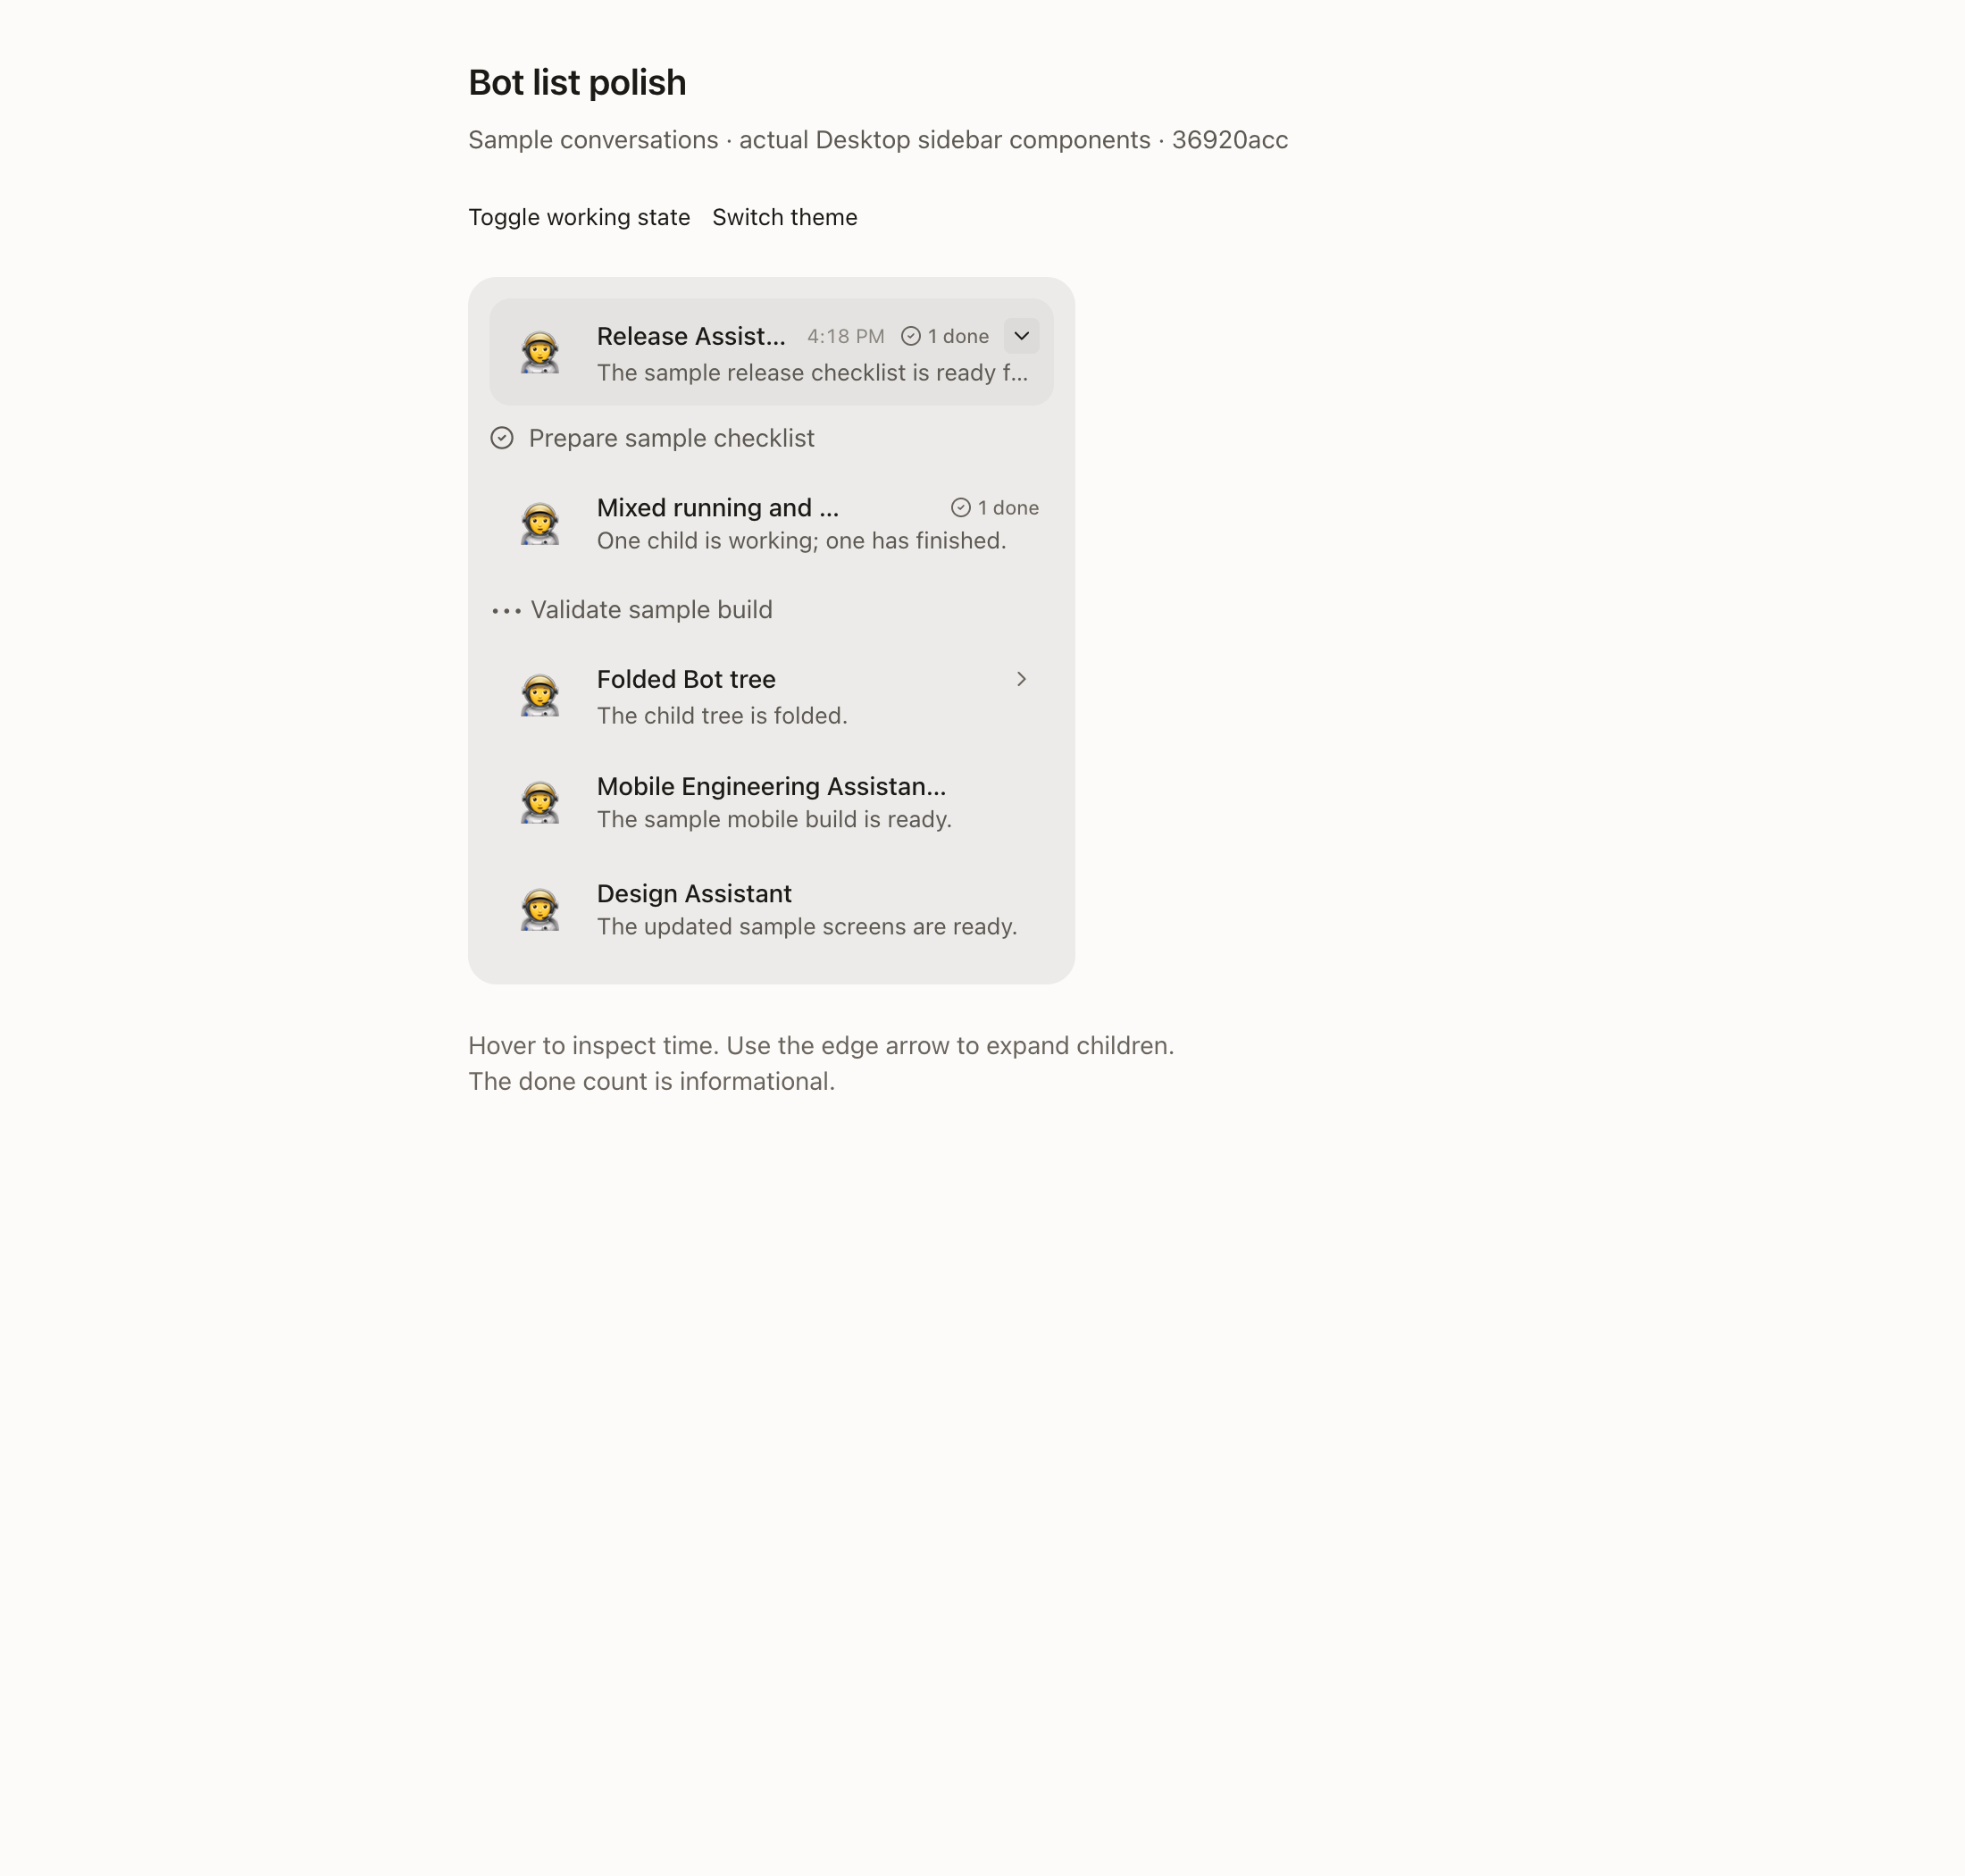 Bot list polish
Sample conversations · actual Desktop sidebar components · 36920acc
Toggle working state Switch theme
Release Assist... 4:18 PM 1 done
The sample release checklist is ready f...
Prepare sample checklist
Mixed running and ... 1 done
One child is working; one has finished.
Validate sample build
Folded Bot tree
The child tree is folded.
Mobile Engineering Assistan...
The sample mobile build is ready.
Design Assistant
The updated sample screens are ready.
Hover to inspect time. Use the edge arrow to expand children.
The done count is informational.